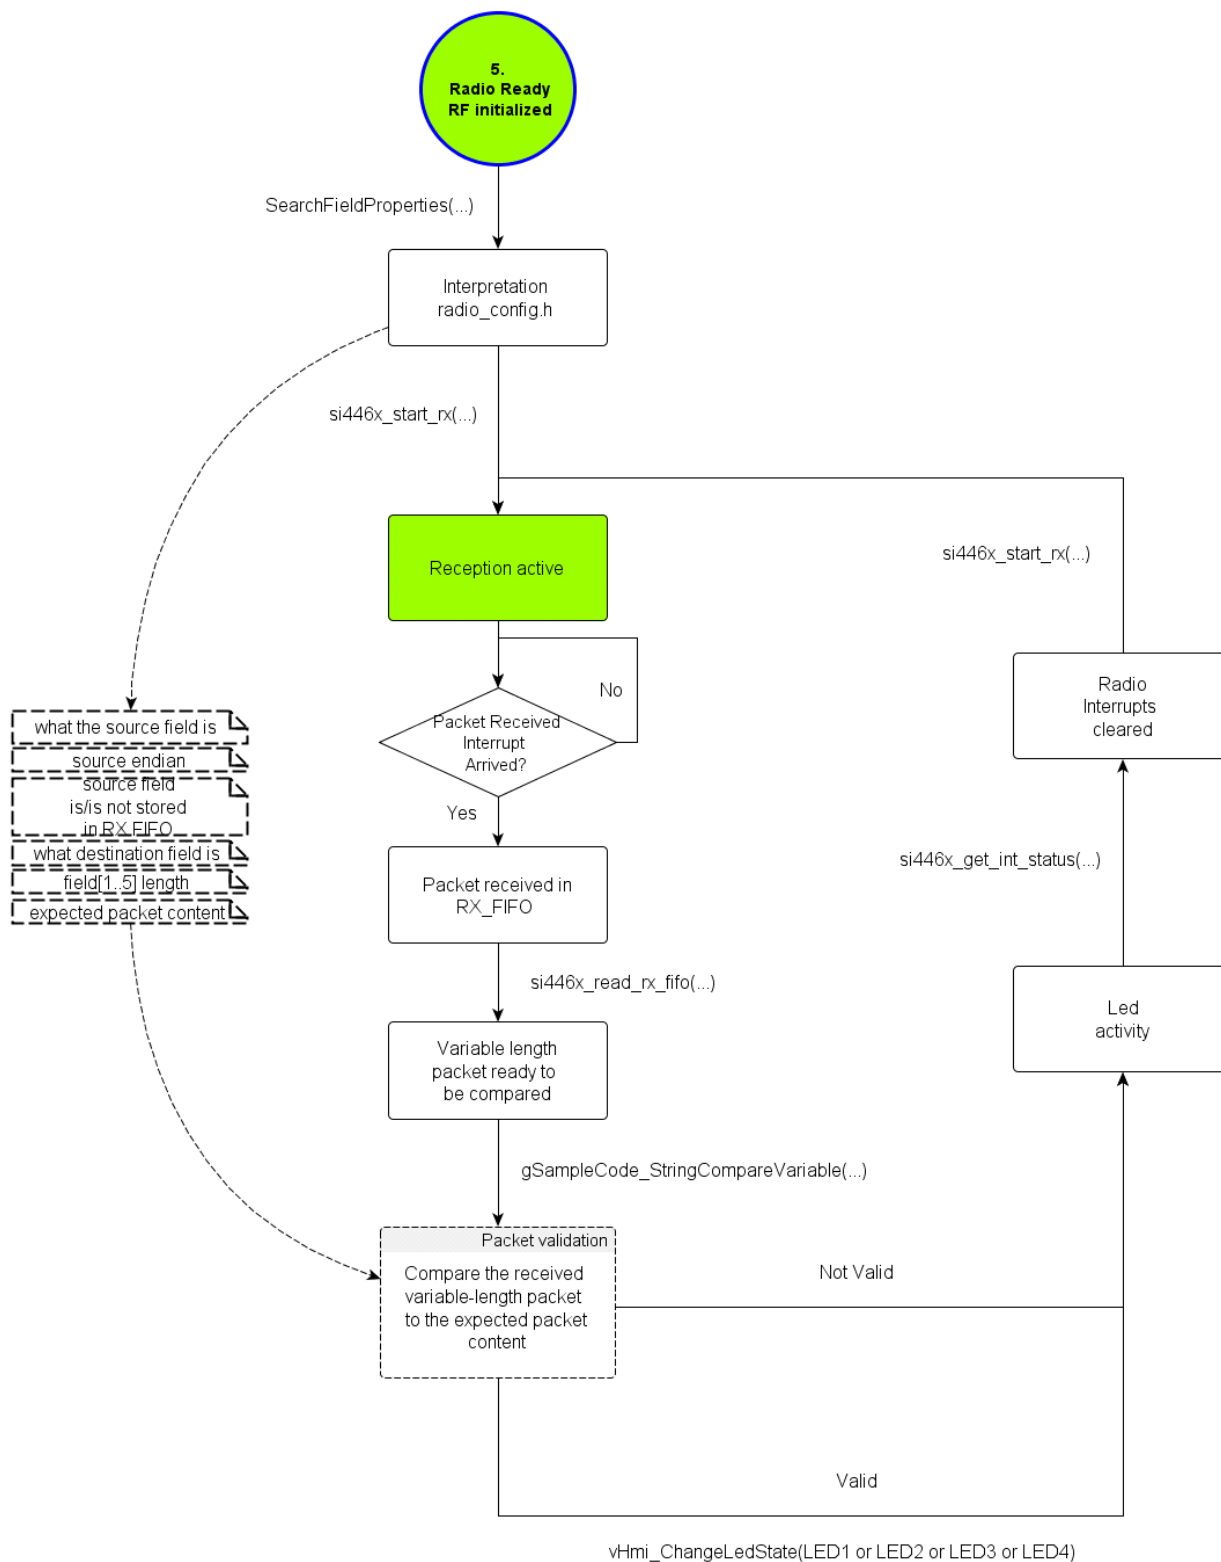 5.
Radio Ready
RF initialized
SearchFieldProperties(...)
Interpretation
radio_config.h
si446x_start_rx(...)
Reception active
si446x_start_rx(...)
No
Packet Received
Interrupt
Arrived?
Yes
Radio
Interrupts
cleared
what the source field is
source endian
source field
is/is not stored
in RX_FIFO
what destination field is
field[1..5] length
expected packet content
Packet received in
RX_FIFO
si446x_get_int_status(...)
si446x_read_rx_fifo(...)
Led
activity
Variable length
packet ready to
be compared
gSampleCode_StringCompareVariable(...)
Packet validation
Compare the received
variable-length packet
to the expected packet
content
Not Valid
Valid
vHmi_ChangeLedState(LED1 or LED2 or LED3 or LED4)